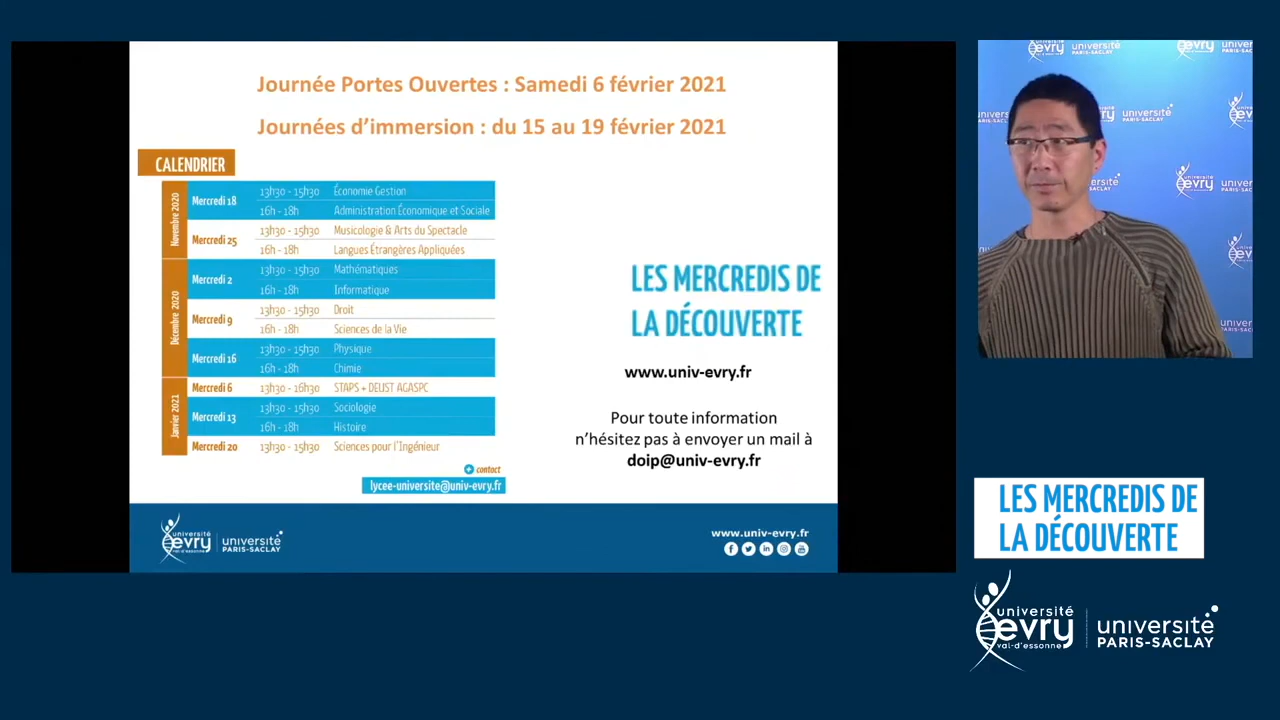 Journée Portes Ouvertes : Samedi 6 février 2021
Journées d'immersion : du 15 au 19 février 2021
CALENDRIER
Novembre 2020
Mercredi 18
13h30 - 15h30 Économie Gestion
16h - 18h Administration Économique et Sociale
Mercredi 25
13h30 - 15h30 Musicologie & Arts du Spectacle
16h - 18h Langues Étrangères Appliquées
Décembre 2020
Mercredi 2
13h30 - 15h30 Mathématiques
16h - 18h Informatique
Mercredi 9
13h30 - 15h30 Droit
16h - 18h Sciences de la Vie
Mercredi 16
13h30 - 15h30 Physique
16h - 18h Chimie
Janvier 2021
Mercredi 6 13h30 - 16h30 STAPS + DEUST AGASPC
Mercredi 13
13h30 - 15h30 Sociologie
16h - 18h Histoire
Mercredi 20 13h30 - 15h30 Sciences pour l'Ingénieur
contact
lycee-universite@univ-evry.fr
LES MERCREDIS DE
LA DÉCOUVERTE
www.univ-evry.fr
Pour toute information
n'hésitez pas à envoyer un mail à
doip@univ-evry.fr
université
evry
val d'essonne
université
PARIS-SACLAY
www.univ-evry.fr
evry
université
PARIS-SACLAY
LES MERCREDIS DE
LA DÉCOUVERTE
université
evry
val-d'essonne
université
PARIS-SACLAY